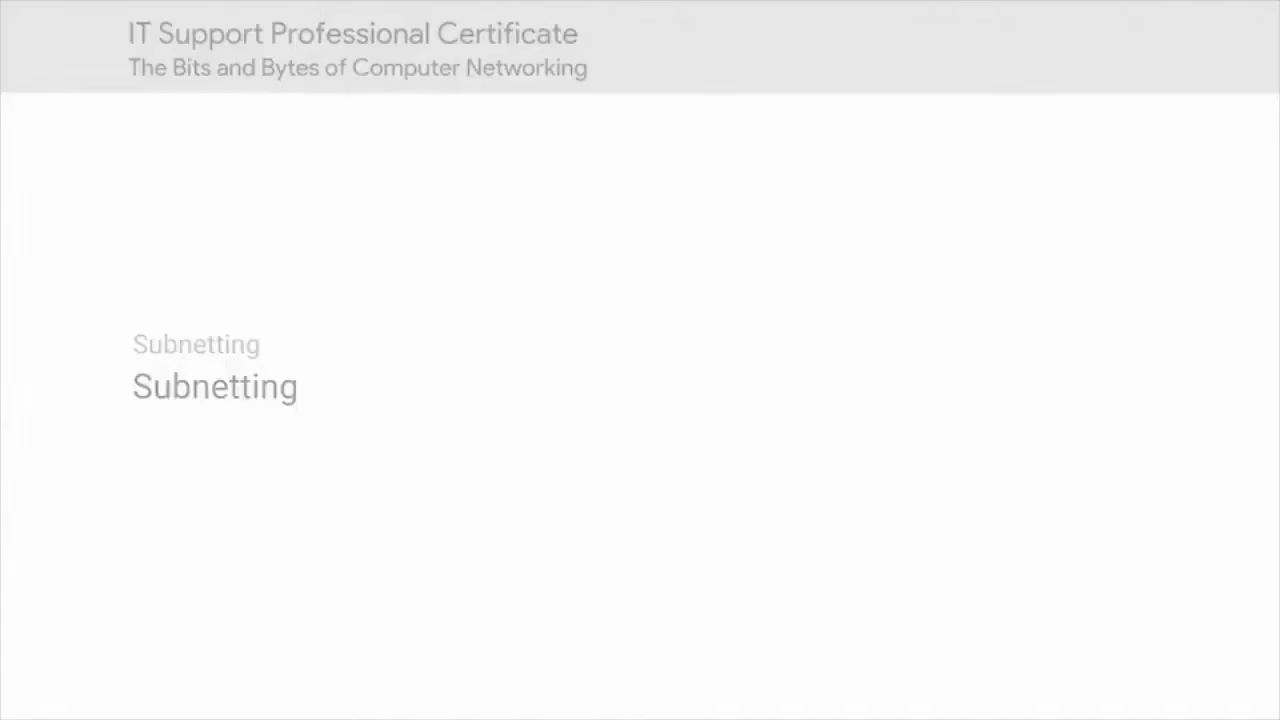 IT Support Professional Certificate
The Bits and Bytes of Computer Networking
Subnetting
Subnetting